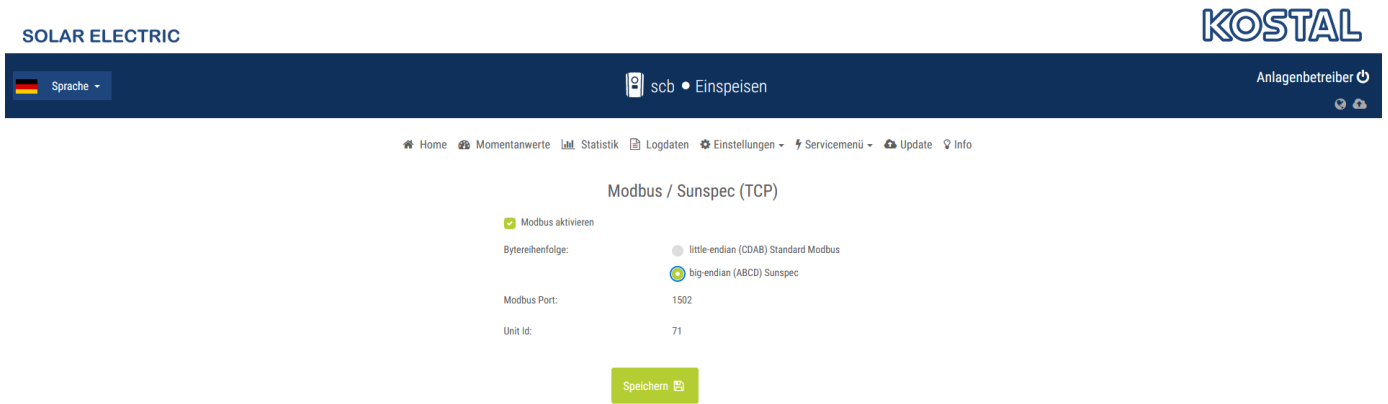 SOLAR ELECTRIC
KOSTAL
Sprache
scb • Einspeisen
Anlagenbetreiber
Home Momentanwerte Statistik Logdaten Einstellungen Servicemenü Update Info
Modbus / Sunspec (TCP)
Modbus aktivieren
Bytereihenfolge: little-endian (CDAB) Standard Modbus
big-endian (ABCD) Sunspec
Modbus Port: 1502
Unit Id: 71
Speichern